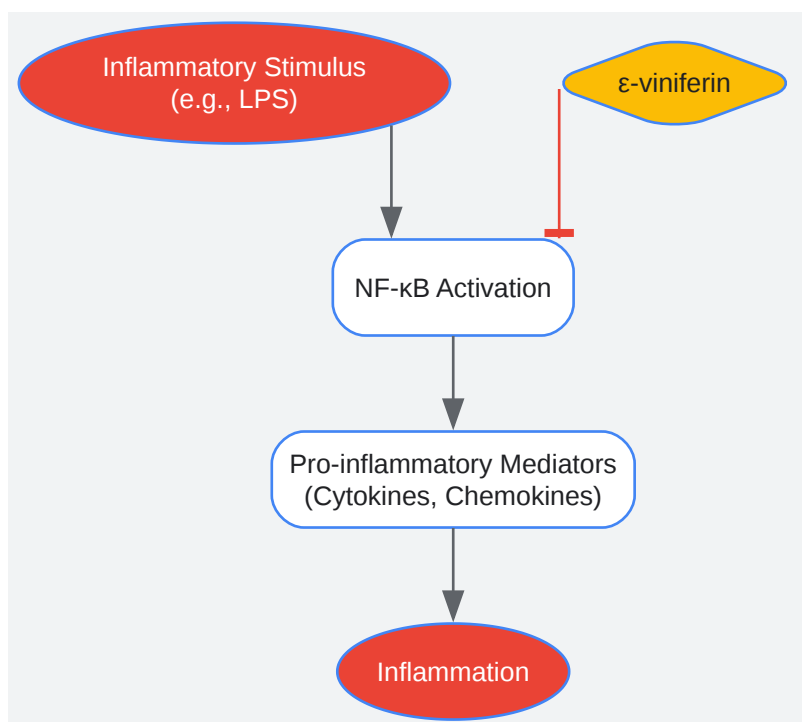 Inflammatory Stimulus
(e.g., LPS)
ε-viniferin
NF-κB Activation
Pro-inflammatory Mediators
(Cytokines, Chemokines)
Inflammation